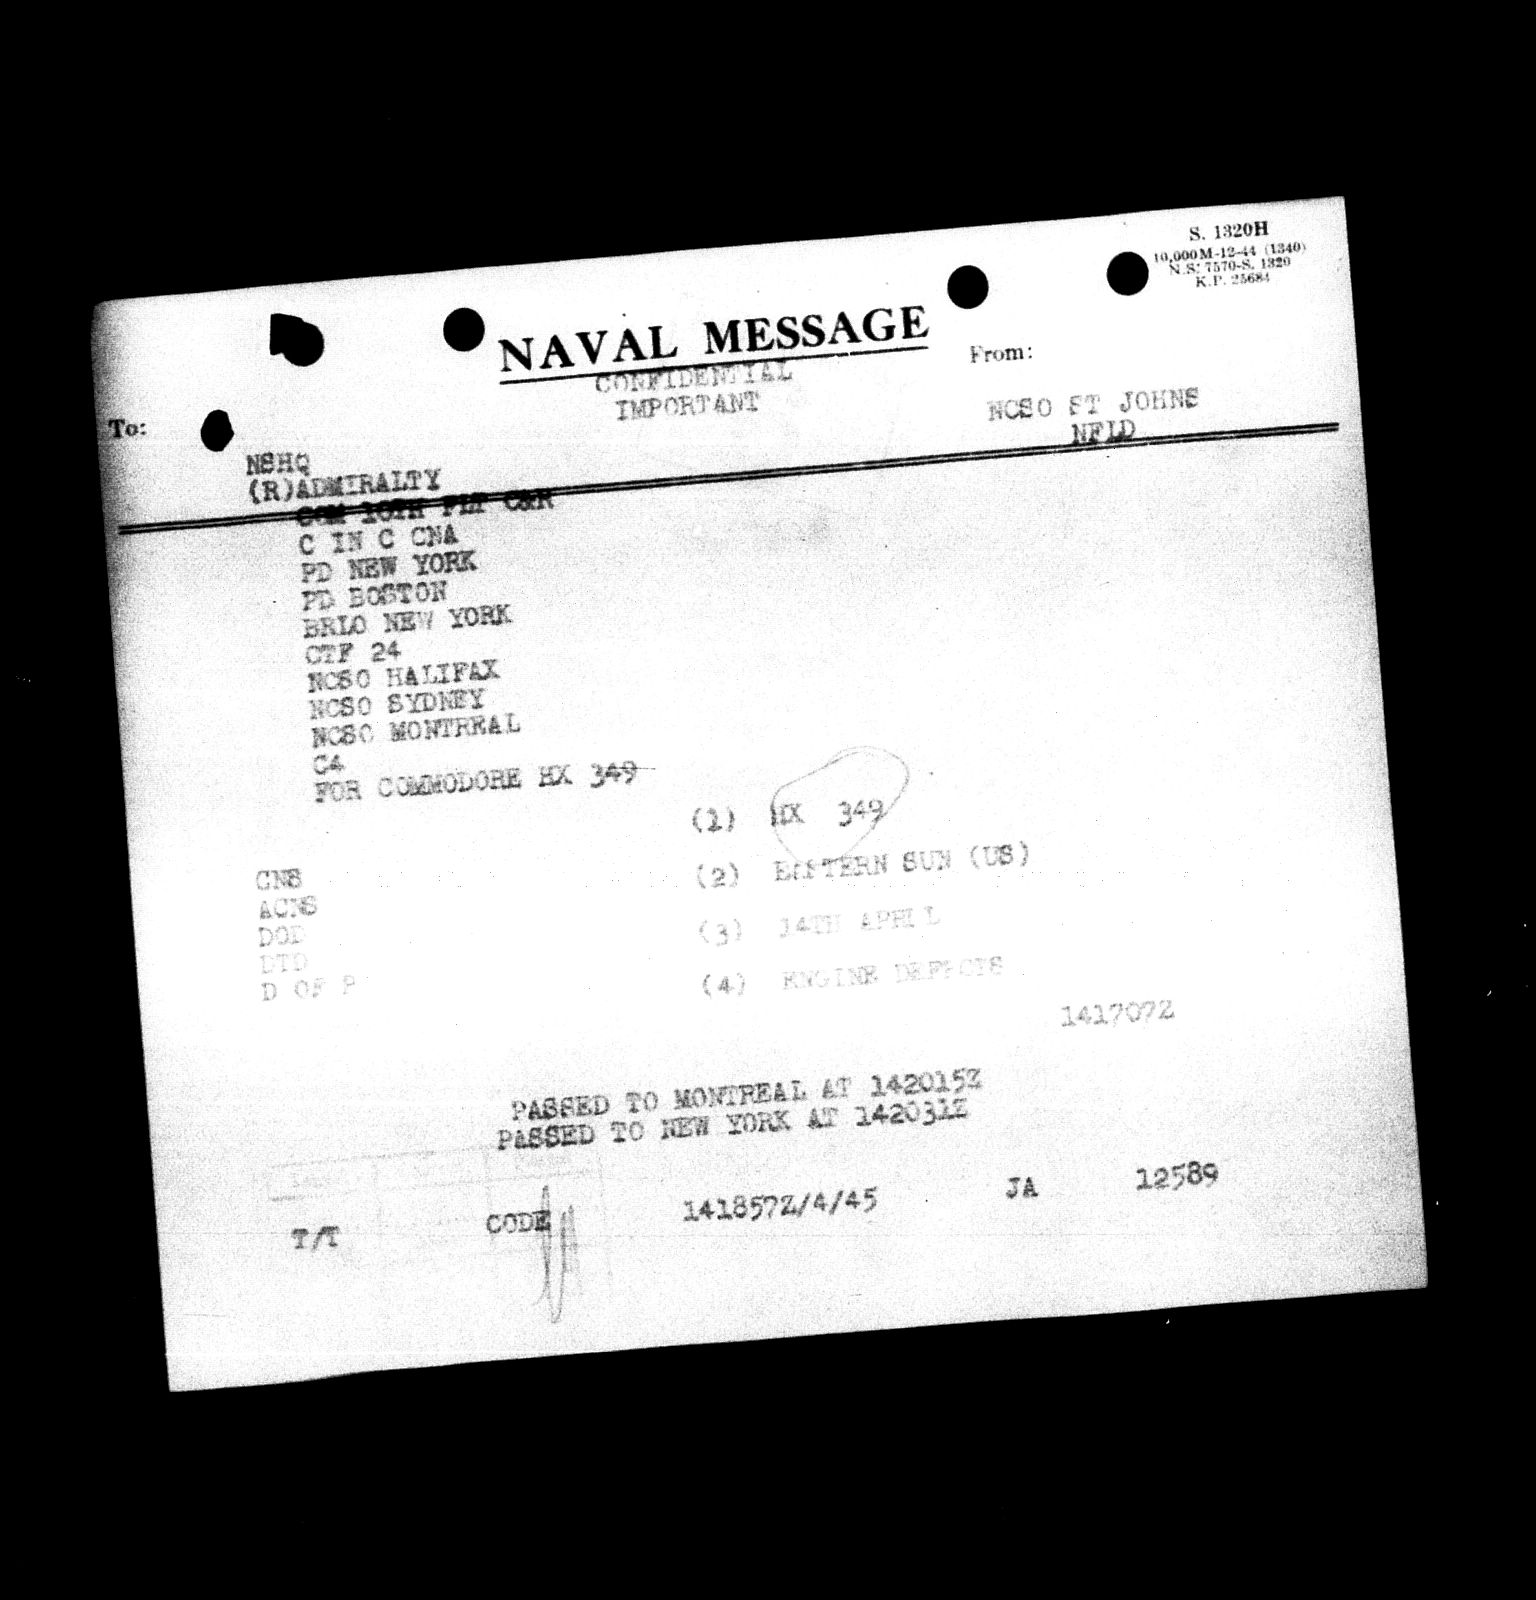 S. 1320H
10,000M-12-44 (1340)
N.S. 7570-S. 1320
K.P. 25684
NAVAL MESSAGE
From:
CONFIDENTIAL
IMPORTANT
NCSO ST JOHNS
NFLD
To:
NSHQ
(R)ADMIRALTY
COM 10TH FLT C&R
C IN C CNA
PD NEW YORK
PD BOSTON
BRLO NEW YORK
CTF 24
NCSO HALIFAX
NCSO SYDNEY
NCSO MONTREAL
C4
FOR COMMODORE HX 349
(1) HX 349
(2) EASTERN SUN (US)
(3) 14TH APRIL
(4) ENGINE DEFECTS
CNS
ACNS
DOD
DTD
D OF P
141707Z
PASSED TO MONTREAL AT 142015Z
PASSED TO NEW YORK AT 142031Z
T/T CODE 141857Z/4/45 JA 12589